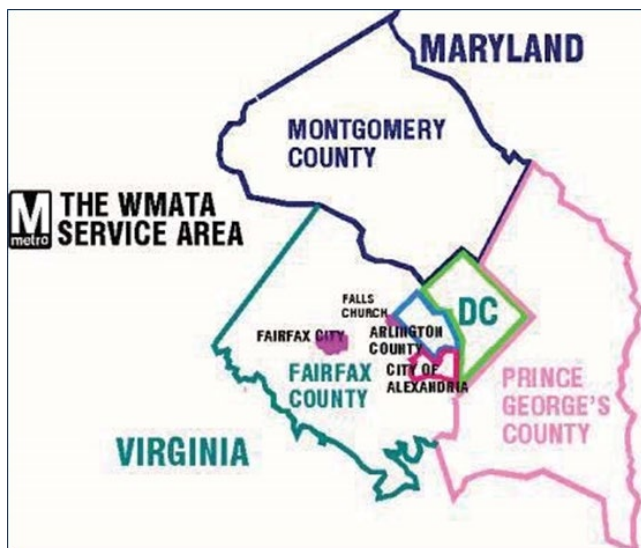 MARYLAND
MONTGOMERY
COUNTY
M
metro
THE WMATA
SERVICE AREA
FALLS
CHURCH
DC
FAIRFAX CITY
ARLINGTON
COUNTY
FAIRFAX
COUNTY
CITY OF
ALEXANDRIA
PRINCE
GEORGE'S
COUNTY
VIRGINIA